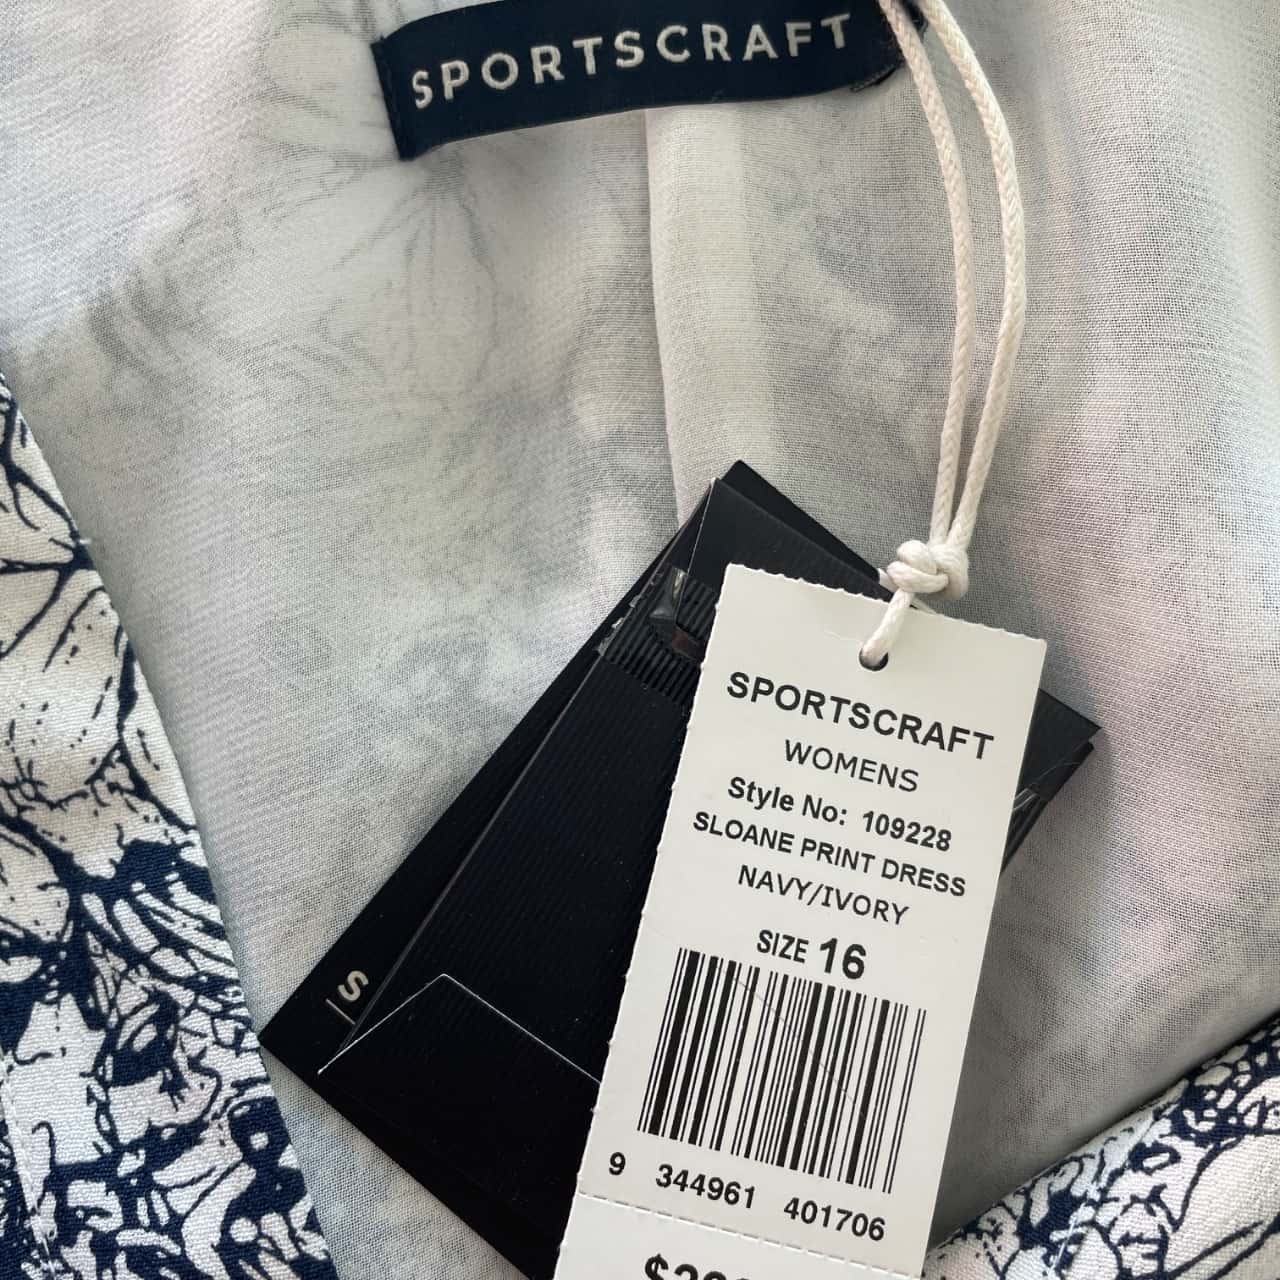 SPORTSCRAFT
SPORTSCRAFT
WOMENS
Style No: 109228
SLOANE PRINT DRESS
NAVY/IVORY
SIZE 16
9 344961 401706
S